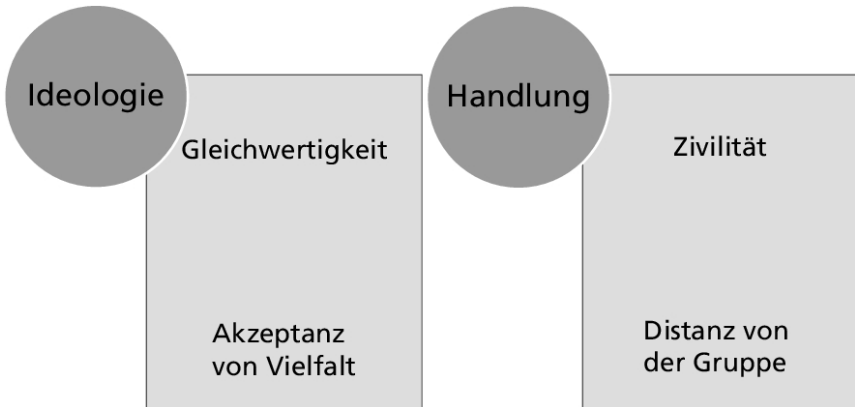 Ideologie
Gleichwertigkeit
Akzeptanz
von Vielfalt
Handlung
Zivilität
Distanz von
der Gruppe